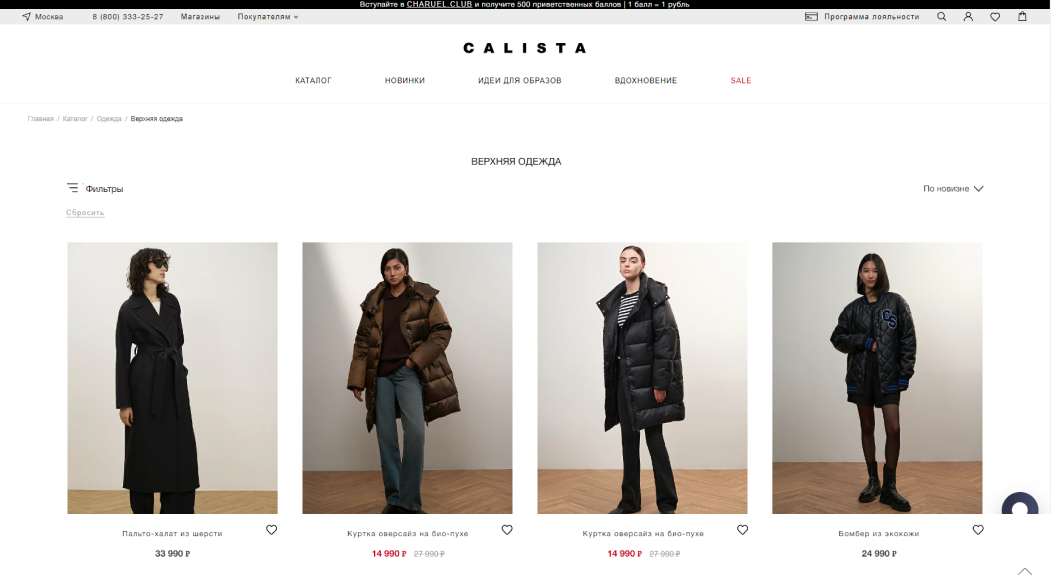 Вступайте в CHARUEL.CLUB и получите 500 приветственных баллов | 1 балл = 1 рубль
Москва 8 (800) 333-25-27 Магазины Покупателям Программа лояльности
CALISTA
КАТАЛОГ НОВИНКИ ИДЕИ ДЛЯ ОБРАЗОВ ВДОХНОВЕНИЕ SALE
Главная / Каталог / Одежда / Верхняя одежда
ВЕРХНЯЯ ОДЕЖДА
Фильтры По новизне
Сбросить
CS
Пальто-халат из шерсти Куртка оверсайз на био-пухе Куртка оверсайз на био-пухе Бомбер из экокожи
33 990 ₽ 14 990 ₽ 27 990 ₽ 14 990 ₽ 27 990 ₽ 24 990 ₽